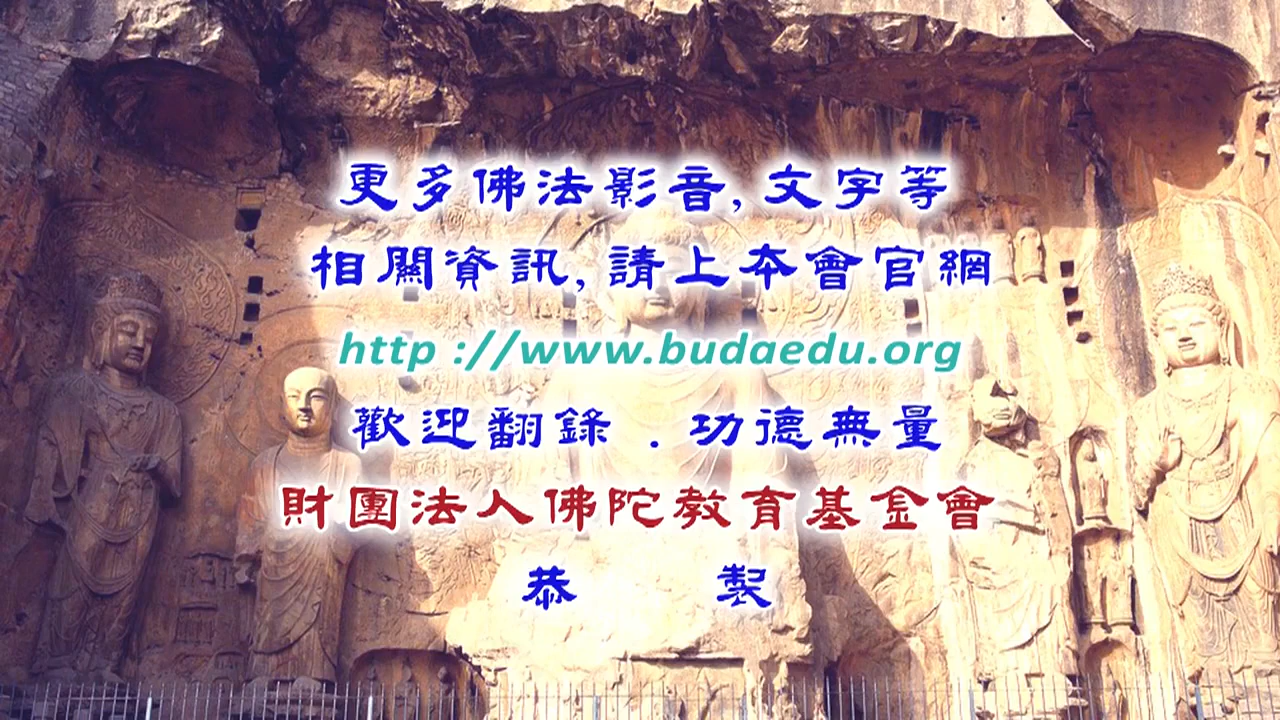 更多佛法影音,文字等
相關資訊,請上本會官網
http ://www.budaedu.org
歡迎翻錄 . 功德無量
財團法人佛陀教育基金會
恭 製